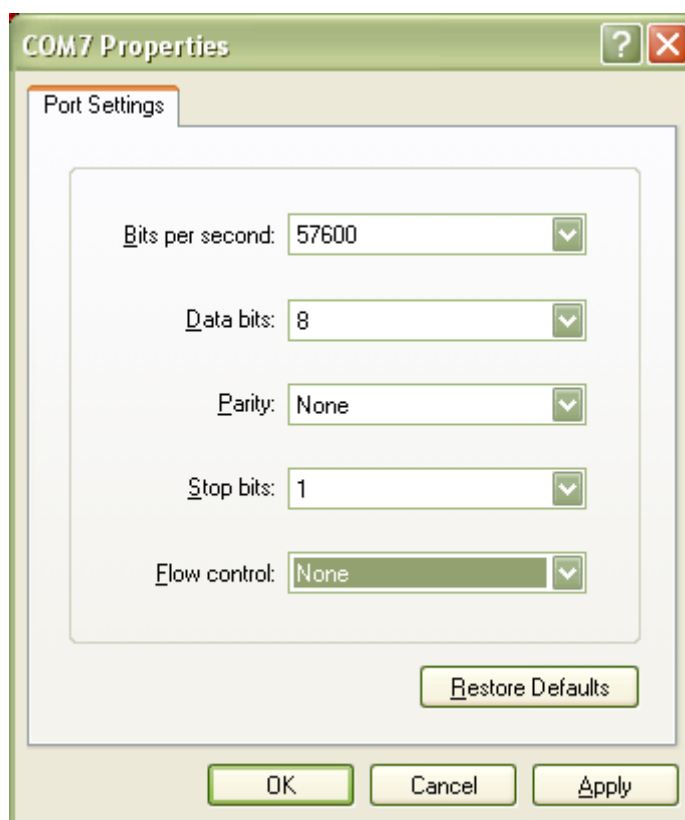 COM7 Properties
Port Settings
Bits per second: 57600
Data bits: 8
Parity: None
Stop bits: 1
Flow control: None
Restore Defaults
OK Cancel Apply